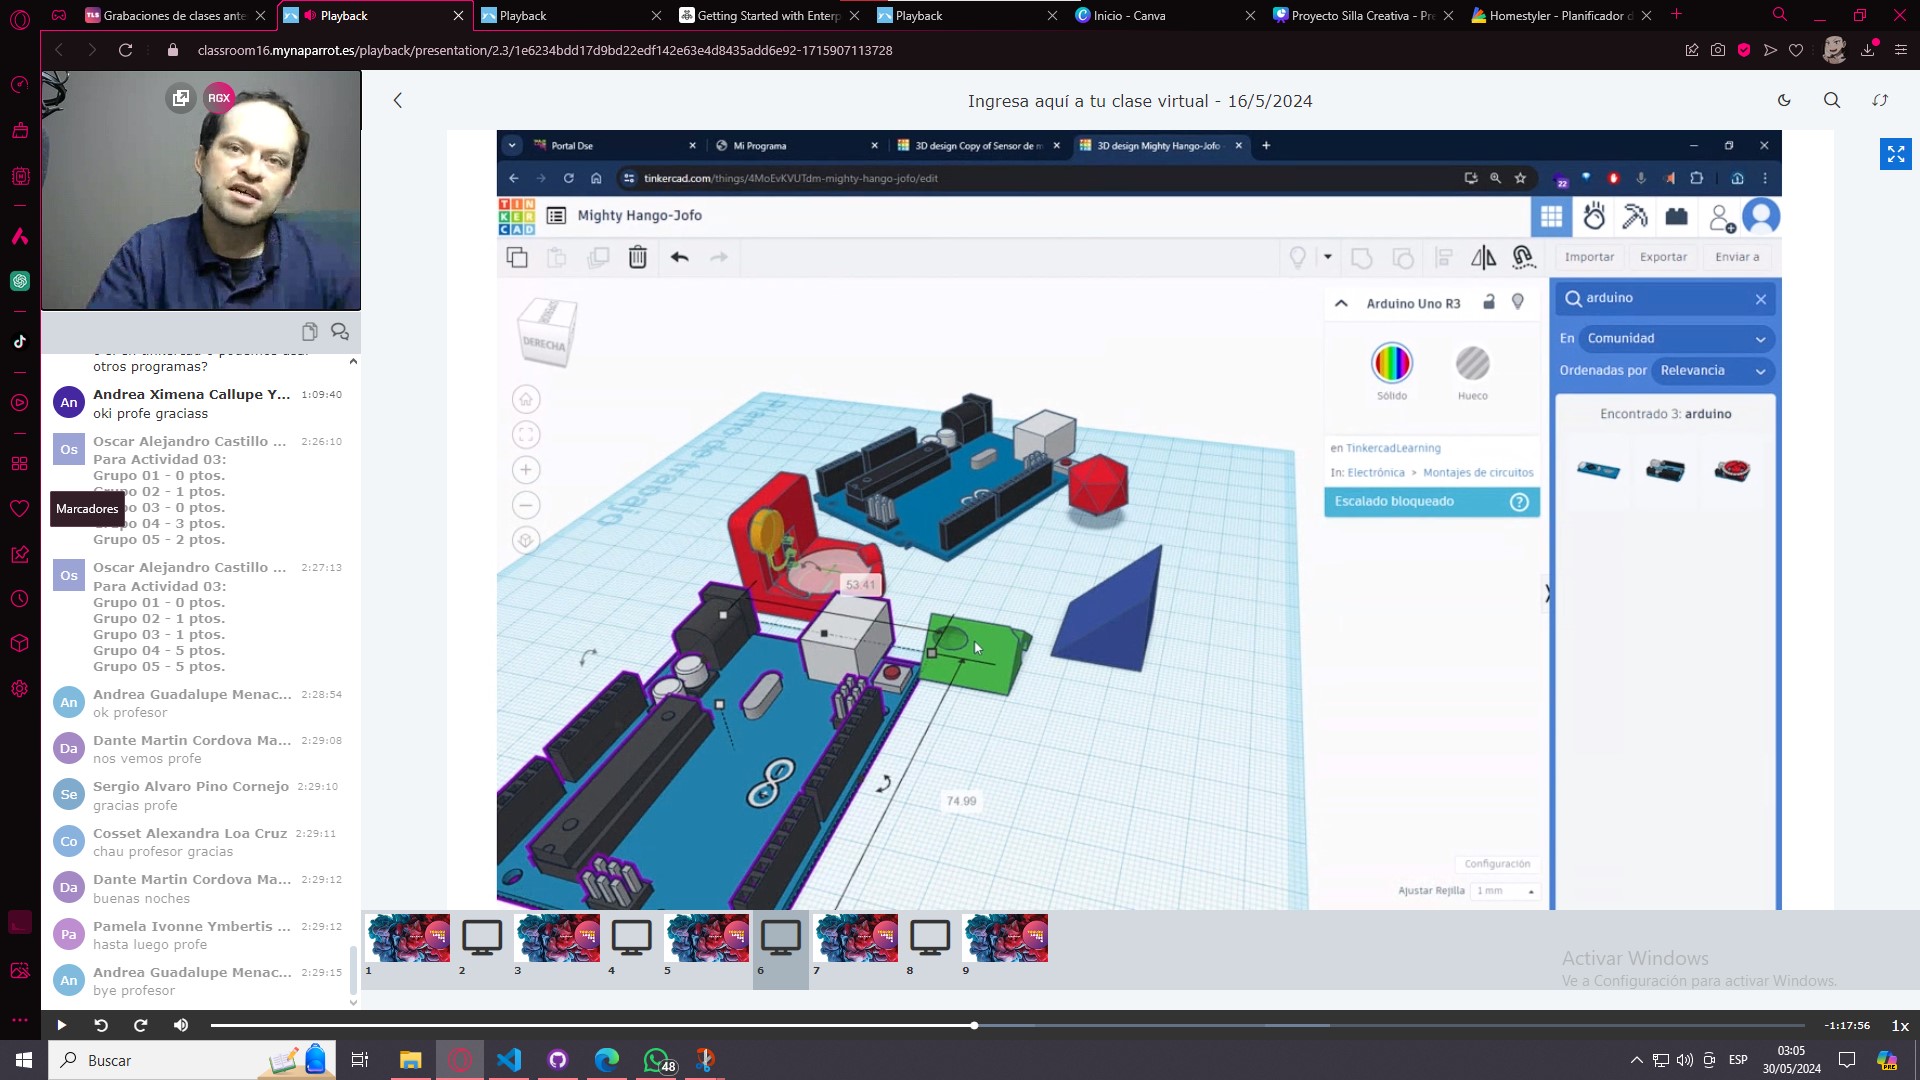 Grabaciones de clases ante
Playback
Playback
Getting Started with Enterp
Playback
Inicio - Canva
Proyecto Silla Creativa - Pr
Homestyler - Planificador d
classroom16.mynaparrot.es/playback/presentation/2.3/1e6234bdd17d9bd22edf142e63e4d8435add6e92-1715907113728
RGX
Ingresa aquí a tu clase virtual - 16/5/2024
Portal Dse
Mi Programa
3D design Copy of Sensor de m
3D design Mighty Hango-Jofo
tinkercad.com/things/4MoEvKVUTdm-mighty-hango-jofo/edit
22
TIN
KER
CAD
Mighty Hango-Jofo
Importar
Exportar
Enviar a
DERECHA
Arduino Uno R3
Sólido
Hueco
en TinkercadLearning
In: Electrónica > Montajes de circuitos
Escalado bloqueado
?
53.41
74.99
Configuración
Ajustar Rejilla
1 mm
arduino
En
Comunidad
Ordenadas por
Relevancia
Encontrado 3: arduino
otros programas?
An
Andrea Ximena Callupe Y...
1:09:40
oki profe graciass
Os
Oscar Alejandro Castillo ...
2:26:10
Para Actividad 03:
Grupo 01 - 0 ptos.
Grupo 02 - 1 ptos.
Marcadores
03 - 0 ptos.
Grupo 04 - 3 ptos.
Grupo 05 - 2 ptos.
Os
Oscar Alejandro Castillo ...
2:27:13
Para Actividad 03:
Grupo 01 - 0 ptos.
Grupo 02 - 1 ptos.
Grupo 03 - 1 ptos.
Grupo 04 - 5 ptos.
Grupo 05 - 5 ptos.
An
Andrea Guadalupe Menac...
2:28:54
ok profesor
Da
Dante Martin Cordova Ma...
2:29:08
nos vemos profe
Se
Sergio Alvaro Pino Cornejo
2:29:10
gracias profe
Co
Cosset Alexandra Loa Cruz
2:29:11
chau profesor gracias
Da
Dante Martin Cordova Ma...
2:29:12
buenas noches
Pa
Pamela Ivonne Ymbertis ...
2:29:12
hasta luego profe
An
Andrea Guadalupe Menac...
2:29:15
bye profesor
1
2
3
4
5
6
7
8
9
Activar Windows
Ve a Configuración para activar Windows.
-1:17:56
1x
Buscar
48
ESP
03:05
30/05/2024